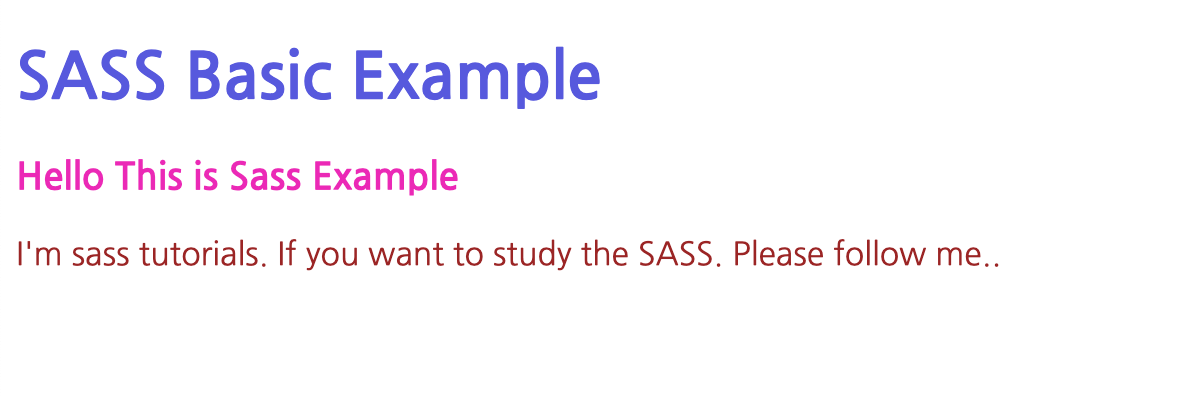 SASS Basic Example
Hello This is Sass Example
I'm sass tutorials. If you want to study the SASS. Please follow me..